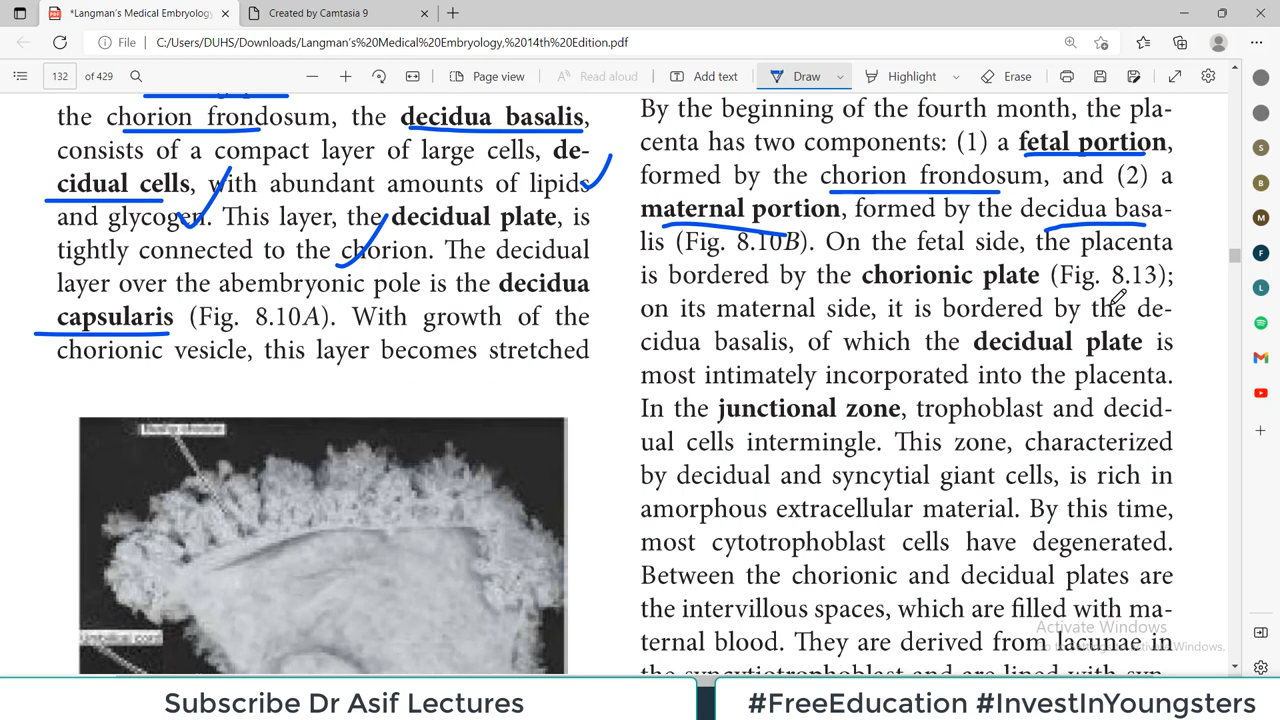 *Langman's Medical Embryology,
Created by Camtasia 9
File
C:/Users/DUHS/Downloads/Langman's%20Medical%20Embryology,%2014th%20Edition.pdf
132 of 429
Page view
Read aloud
Add text
Draw
Highlight
Erase
the chorion frondosum, the decidua basalis,
consists of a compact layer of large cells, de-
cidual cells, with abundant amounts of lipids
and glycogen. This layer, the decidual plate, is
tightly connected to the chorion. The decidual
layer over the abembryonic pole is the decidua
capsularis (Fig. 8.10A). With growth of the
chorionic vesicle, this layer becomes stretched
By the beginning of the fourth month, the pla-
centa has two components: (1) a fetal portion,
formed by the chorion frondosum, and (2) a
maternal portion, formed by the decidua basa-
lis (Fig. 8.10B). On the fetal side, the placenta
is bordered by the chorionic plate (Fig. 8.13);
on its maternal side, it is bordered by the de-
cidua basalis, of which the decidual plate is
most intimately incorporated into the placenta.
In the junctional zone, trophoblast and decid-
ual cells intermingle. This zone, characterized
by decidual and syncytial giant cells, is rich in
amorphous extracellular material. By this time,
most cytotrophoblast cells have degenerated.
Between the chorionic and decidual plates are
the intervillous spaces, which are filled with ma-
ternal blood. They are derived from lacunae in
the syncytiotrophoblast and are lined with syn-
Activate Windows
S
B
M
F
L
Subscribe Dr Asif Lectures
#FreeEducation #InvestInYoungsters